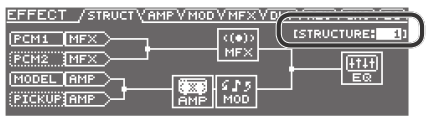 EFFECT /STRUCT AMP MOD MFX
[STRUCTURE: 1]
PCM1 MFX
MFX
PCM2 MFX
EQ
MODEL AMP
AMP MOD
PICKUP AMP